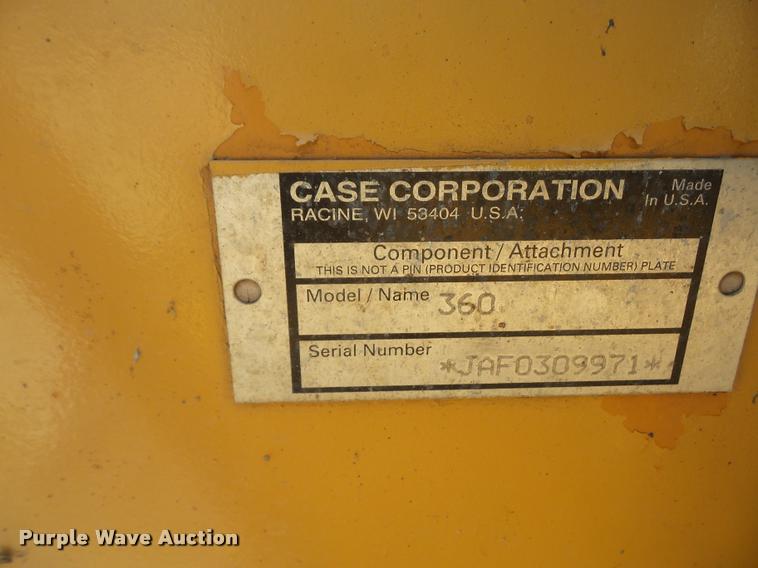 CASE CORPORATION
RACINE, WI 53404 U.S.A.
Made
In U.S.A.
Component / Attachment
THIS IS NOT A PIN (PRODUCT IDENTIFICATION NUMBER) PLATE
Model / Name 360
Serial Number *JAF0309971*
Purple Wave Auction®